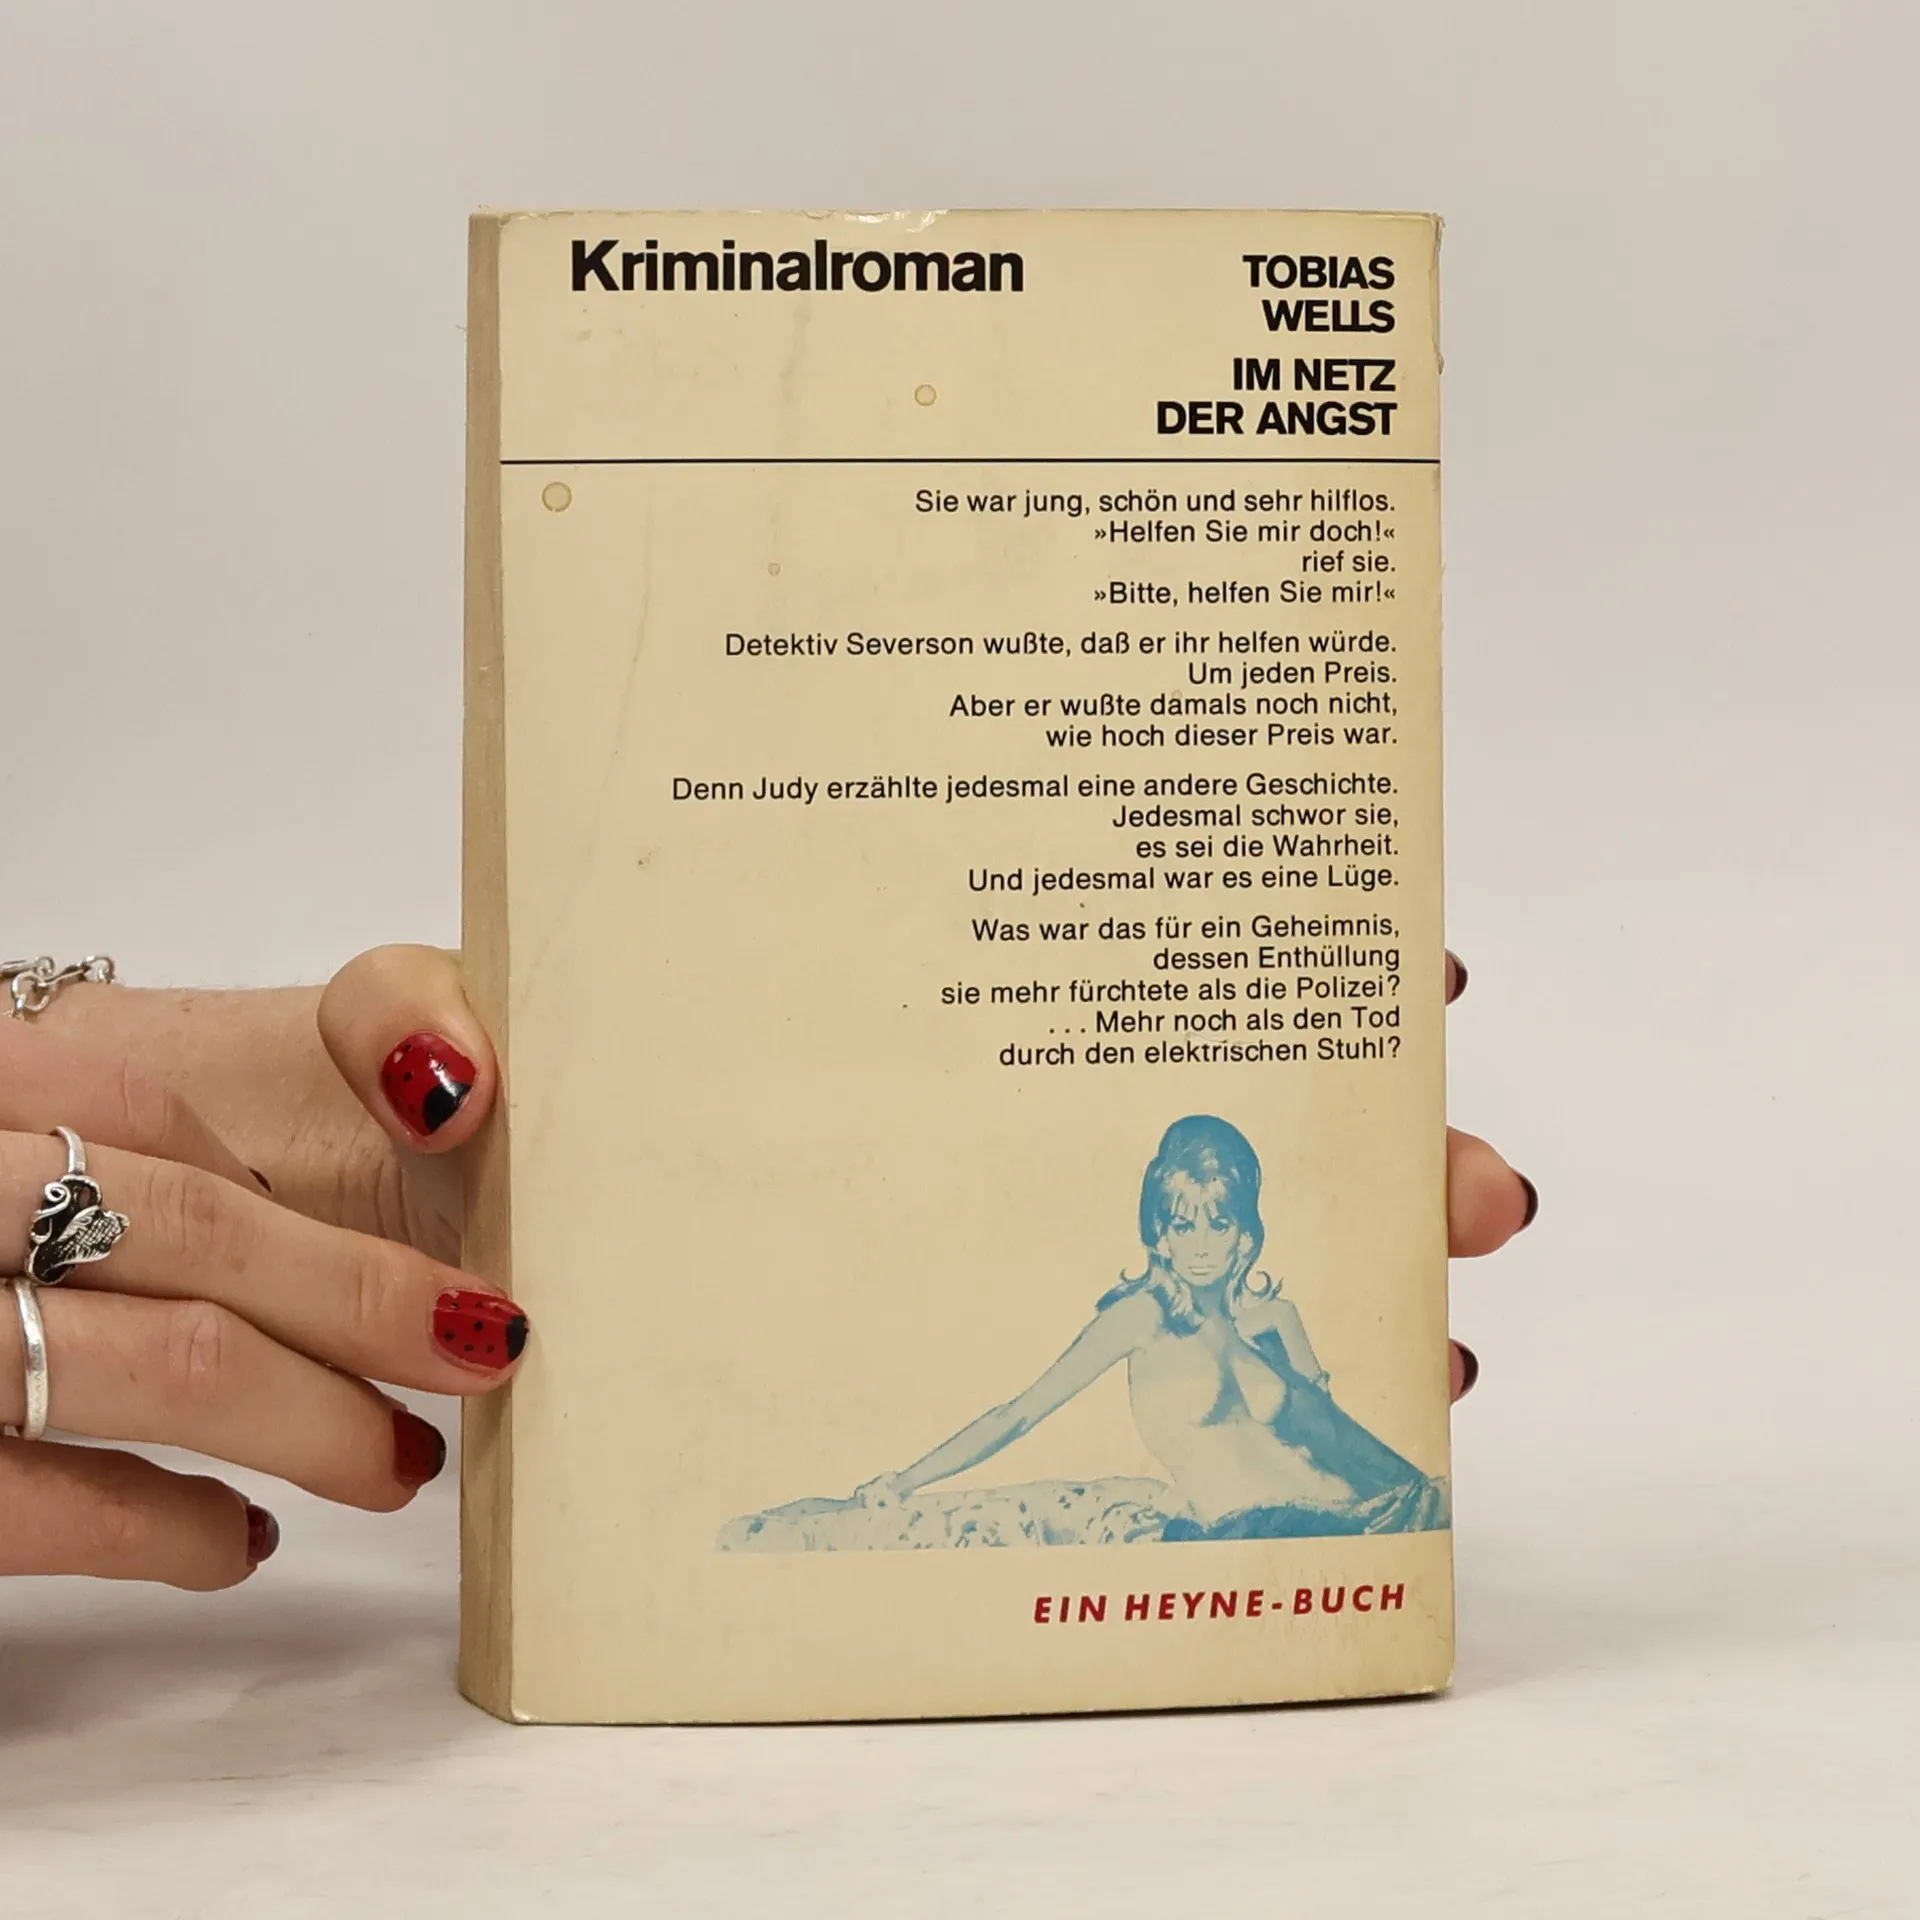 Kriminalroman
TOBIAS
WELLS
IM NETZ
DER ANGST
Sie war jung, schön und sehr hilflos.
»Helfen Sie mir doch!«
rief sie.
»Bitte, helfen Sie mir!«
Detektiv Severson wußte, daß er ihr helfen würde.
Um jeden Preis.
Aber er wußte damals noch nicht,
wie hoch dieser Preis war.
Denn Judy erzählte jedesmal eine andere Geschichte.
Jedesmal schwor sie,
es sei die Wahrheit.
Und jedesmal war es eine Lüge.
Was war das für ein Geheimnis,
dessen Enthüllung
sie mehr fürchtete als die Polizei?
... Mehr noch als den Tod
durch den elektrischen Stuhl?
EIN HEYNE-BUCH